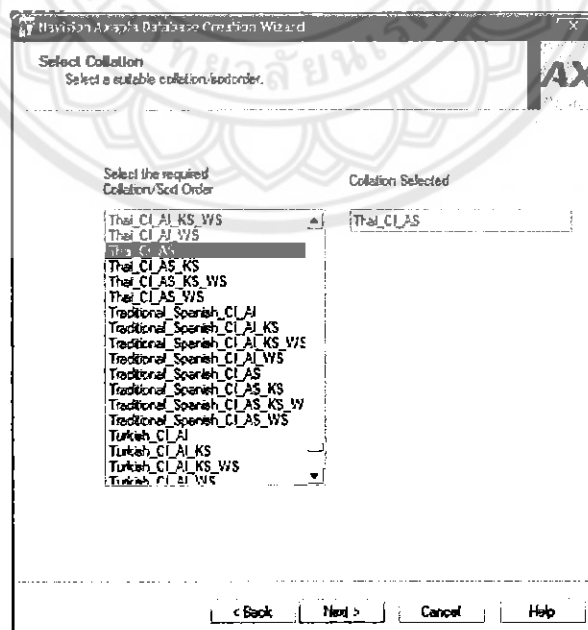 Navision Axapta Database Creation Wizard
Select Collation
Select a suitable collation/sortorder.
AX
Select the required
Collation/Sort Order
Collation Selected
Thai_CI_AI_KS_WS
Thai_CI_AI_WS
Thai_CI_AS
Thai_CI_AS_KS
Thai_CI_AS_KS_WS
Thai_CI_AS_WS
Traditional_Spanish_CI_AI
Traditional_Spanish_CI_AI_KS
Traditional_Spanish_CI_AI_KS_WS
Traditional_Spanish_CI_AI_WS
Traditional_Spanish_CI_AS
Traditional_Spanish_CI_AS_KS
Traditional_Spanish_CI_AS_KS_W
Traditional_Spanish_CI_AS_WS
Turkish_CI_AI
Turkish_CI_AI_KS
Turkish_CI_AI_KS_WS
Turkish_CI_AI_WS
Thai_CI_AS
< Back
Next >
Cancel
Help